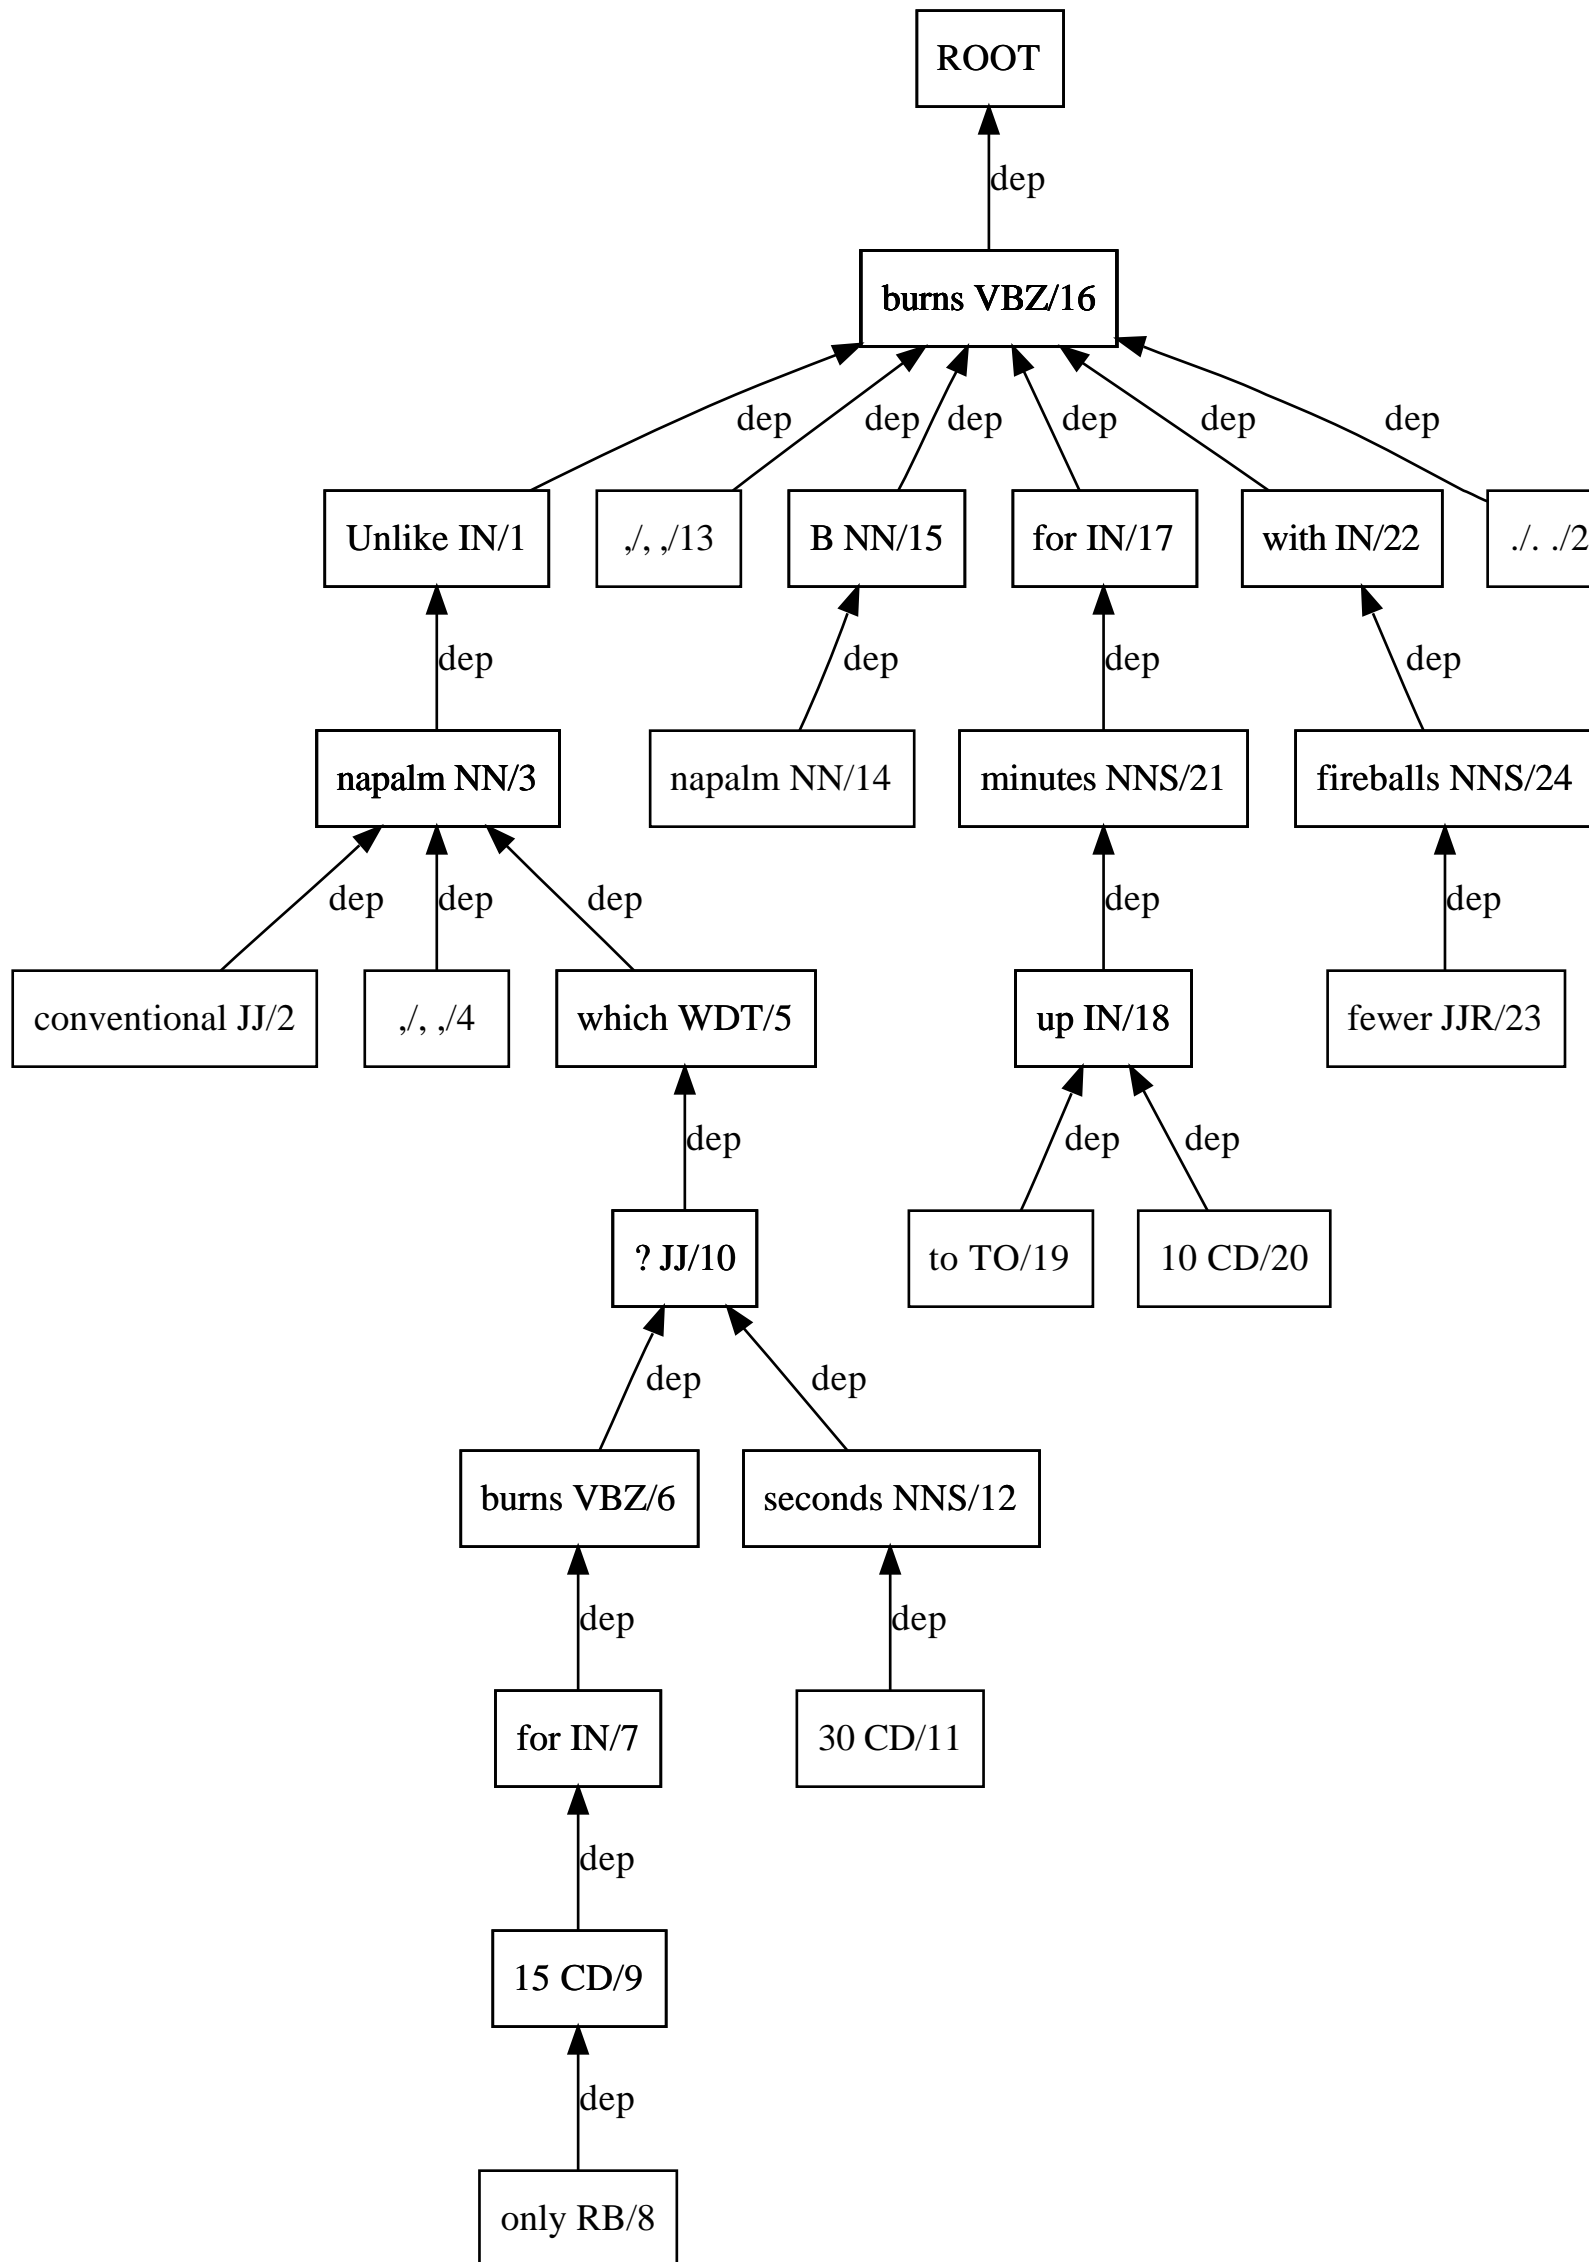 ROOT
dep
burns VBZ/16
dep dep dep dep dep dep
Unlike IN/1 ,/, ,/13 B NN/15 for IN/17 with IN/22 ./. ./2
dep dep dep dep
napalm NN/3 napalm NN/14 minutes NNS/21 fireballs NNS/24
dep dep dep dep dep
conventional JJ/2 ,/, ,/4 which WDT/5 up IN/18 fewer JJR/23
dep dep dep
? JJ/10 to TO/19 10 CD/20
dep dep
burns VBZ/6 seconds NNS/12
dep dep
for IN/7 30 CD/11
dep
15 CD/9
dep
only RB/8